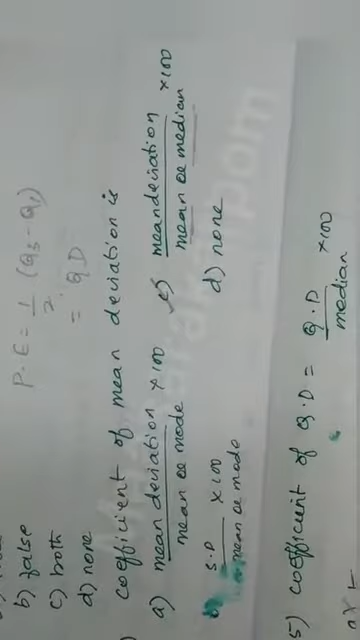 b) false
c) both
d) none
P.E = 1/2 (Q3 - Q1)
= Q.D
coefficient of mean deviation is
a) mean deviation / mean or mode × 100
c) mean deviation / mean or median × 100
b) S.D / mean or mode × 100
d) none
5) coefficient of Q.D = Q.D / median × 100